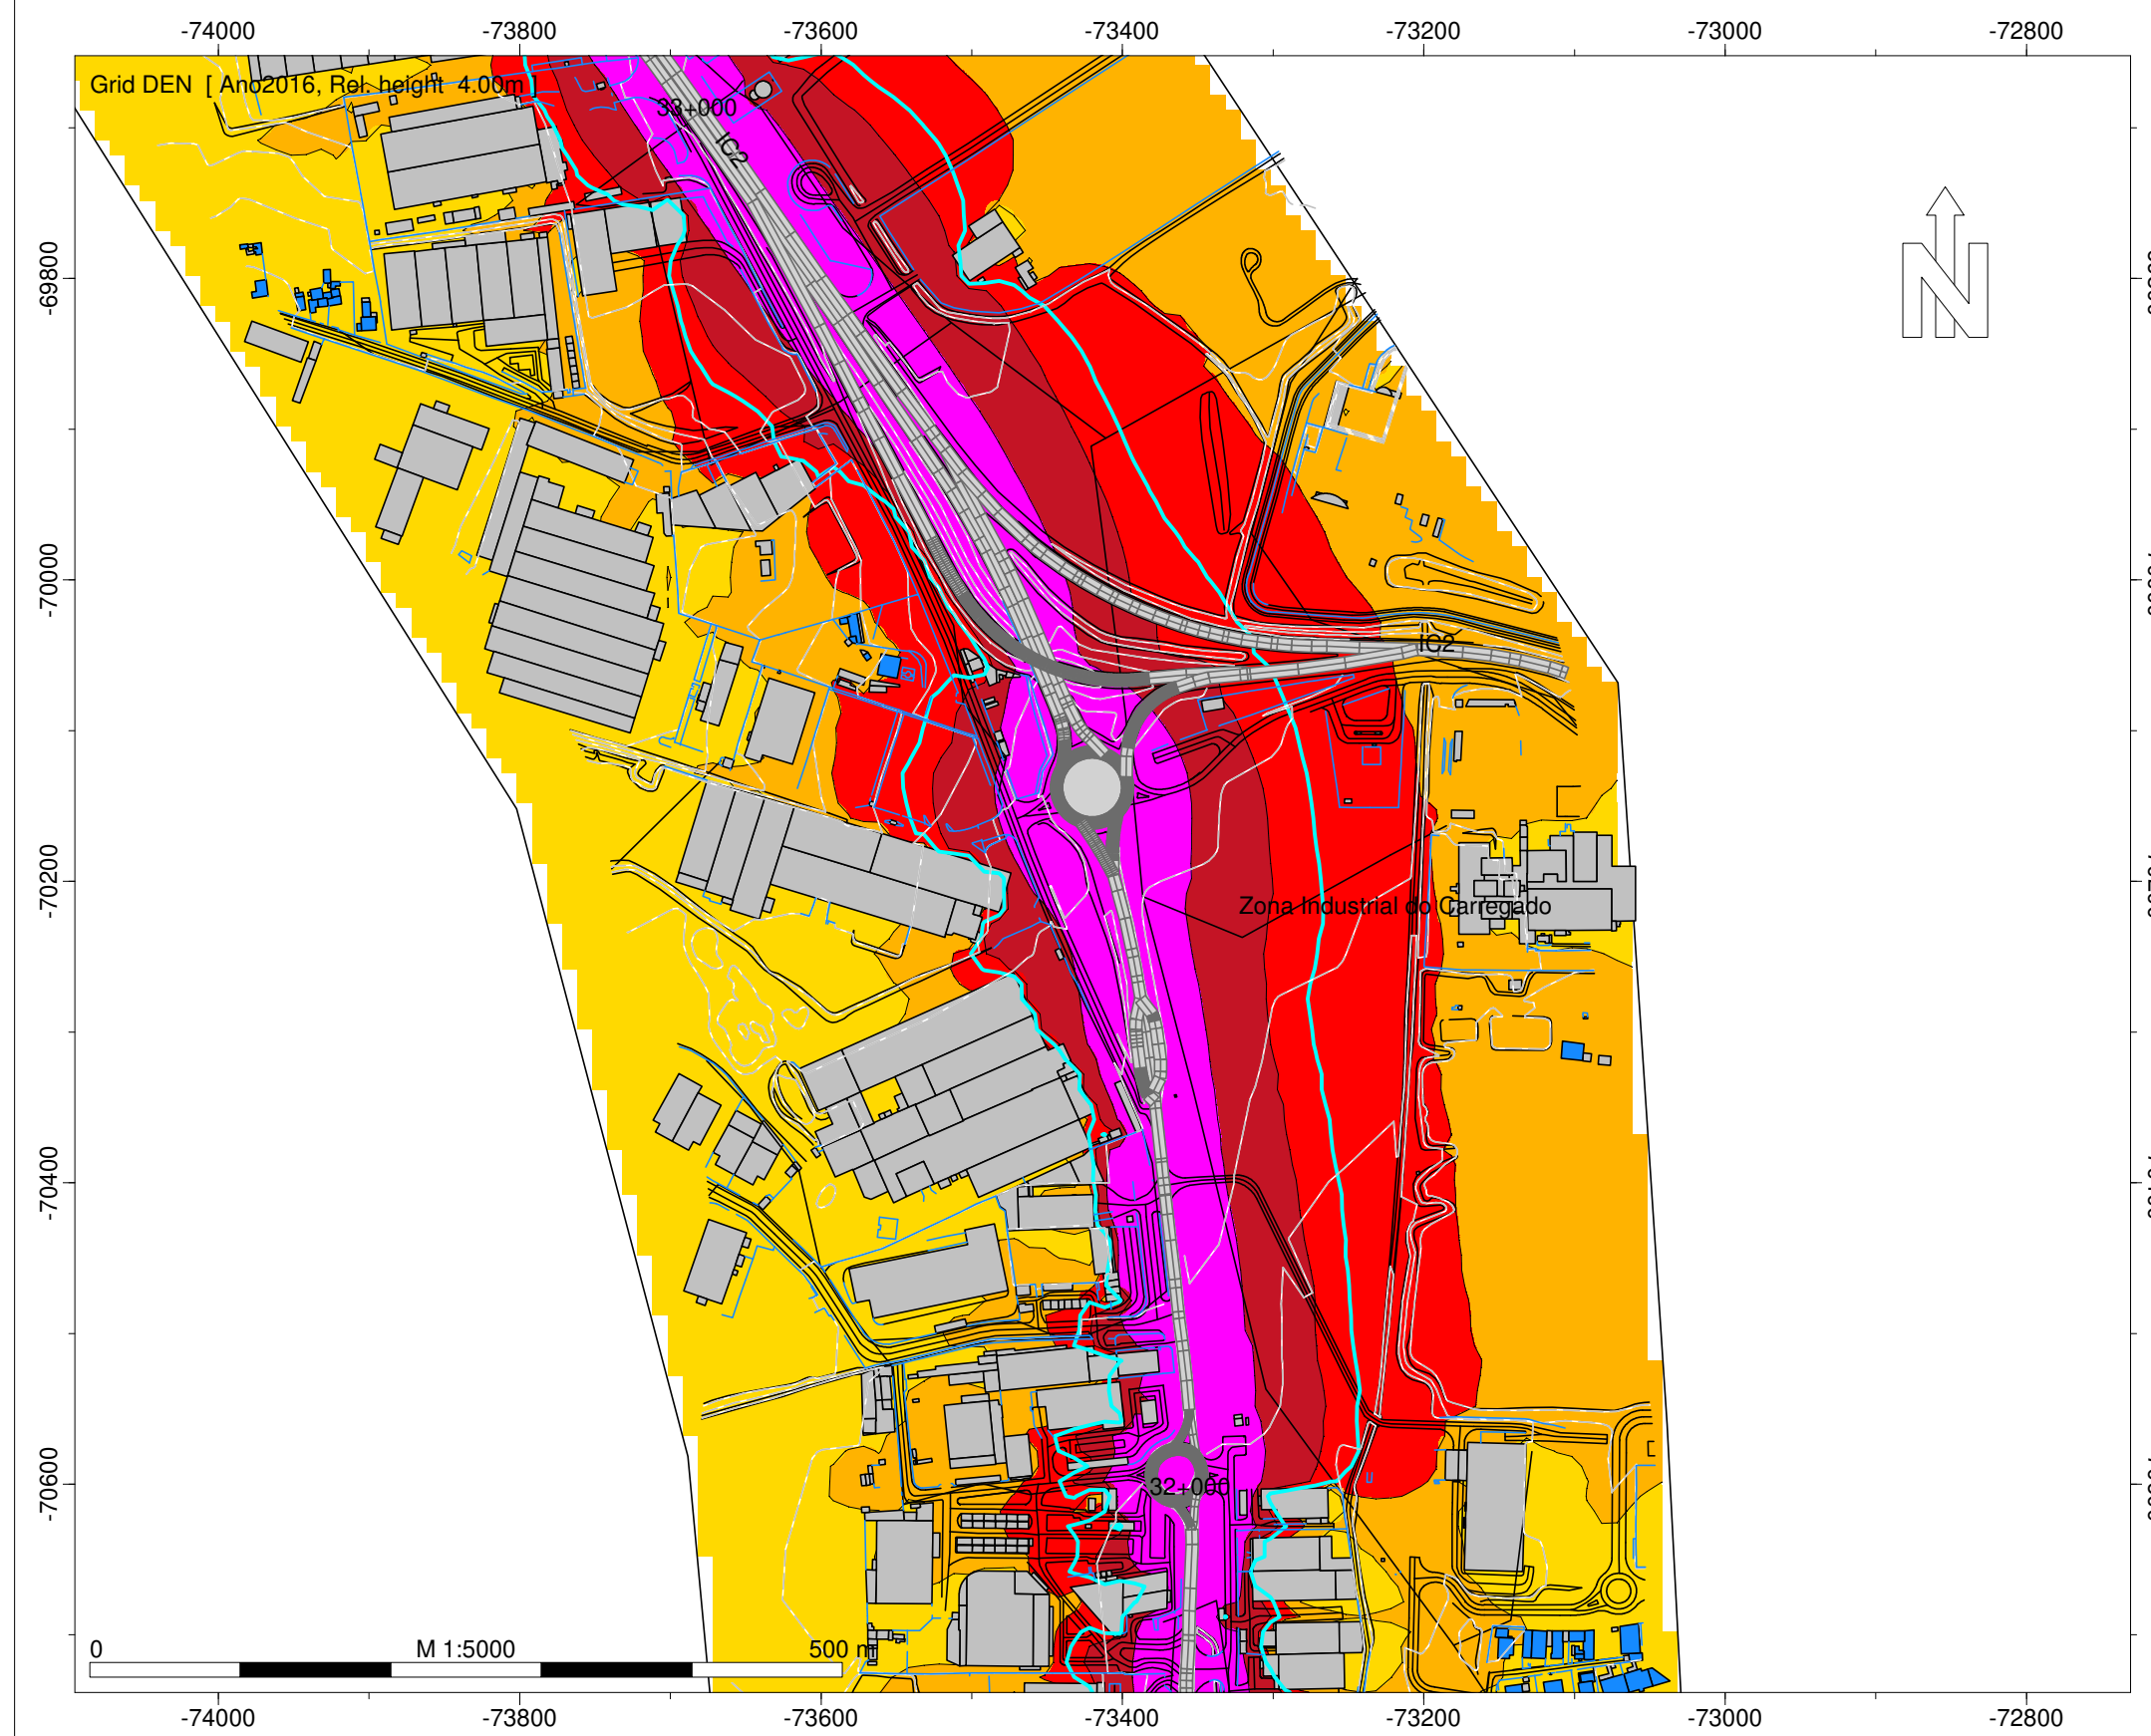 -74000 -73800 -73600 -73400 -73200 -73000 -72800
Grid DEN [ Ano2016, Rel. height 4.00m ]
33+000
IC2
N
-69800
-70000
IC2
-70200
Zona Industrial do Carregado
-70400
-70600
32+000
0 M 1:5000 500 m
-74000 -73800 -73600 -73400 -73200 -73000 -72800